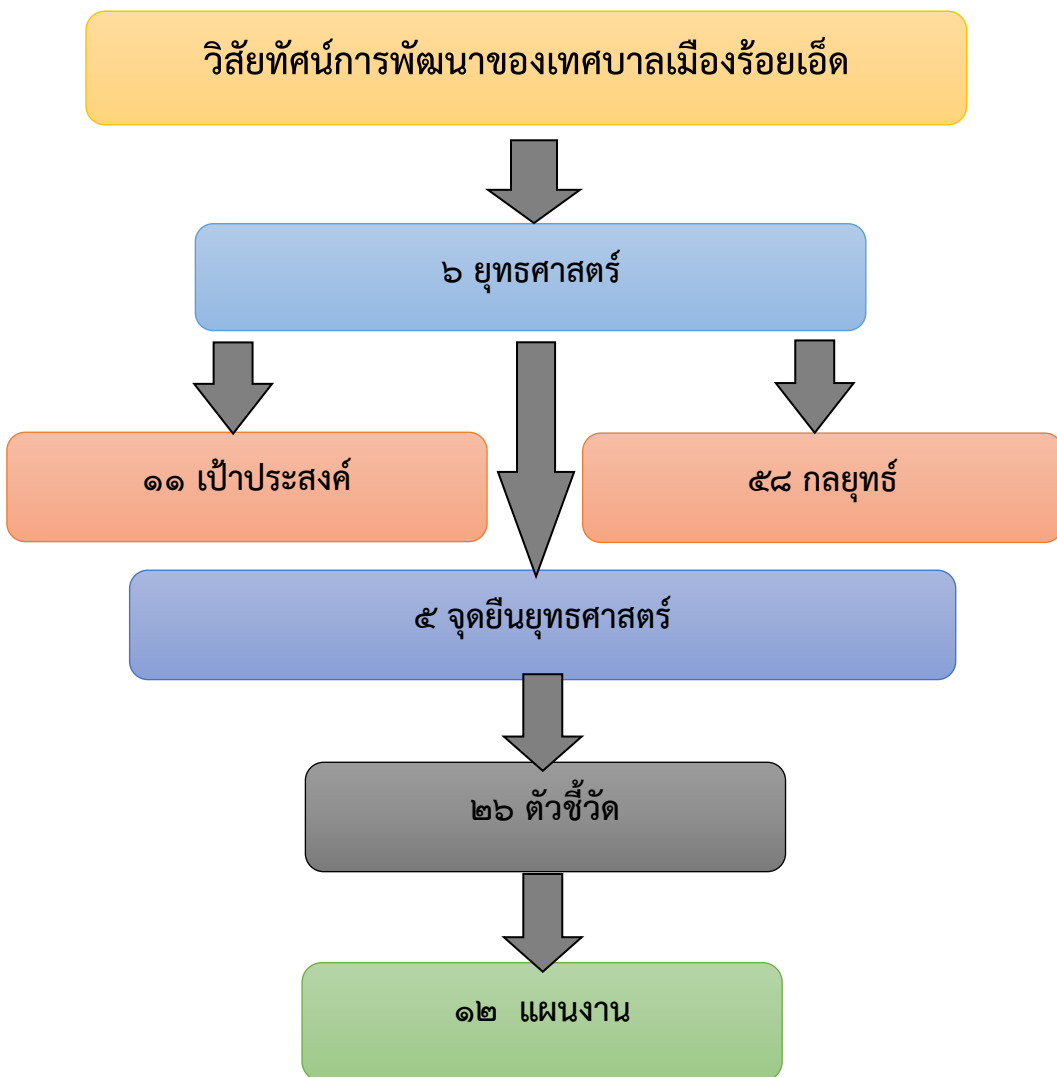 วิสัยทัศน์การพัฒนาของเทศบาลเมืองร้อยเอ็ด
๖ ยุทธศาสตร์
๑๑ เป้าประสงค์
๕๘ กลยุทธ์
๕ จุดยืนยุทธศาสตร์
๒๖ ตัวชี้วัด
๑๒ แผนงาน